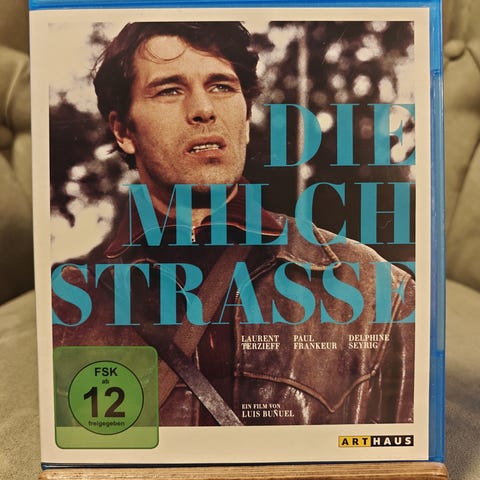 DIE
MILCH
STRASSE
LAURENT TERZIEFF
PAUL FRANKEUR
DELPHINE SEYRIG
EIN FILM VON
LUIS BUÑUEL
FSK
ab
12
freigegeben
ARTHAUS